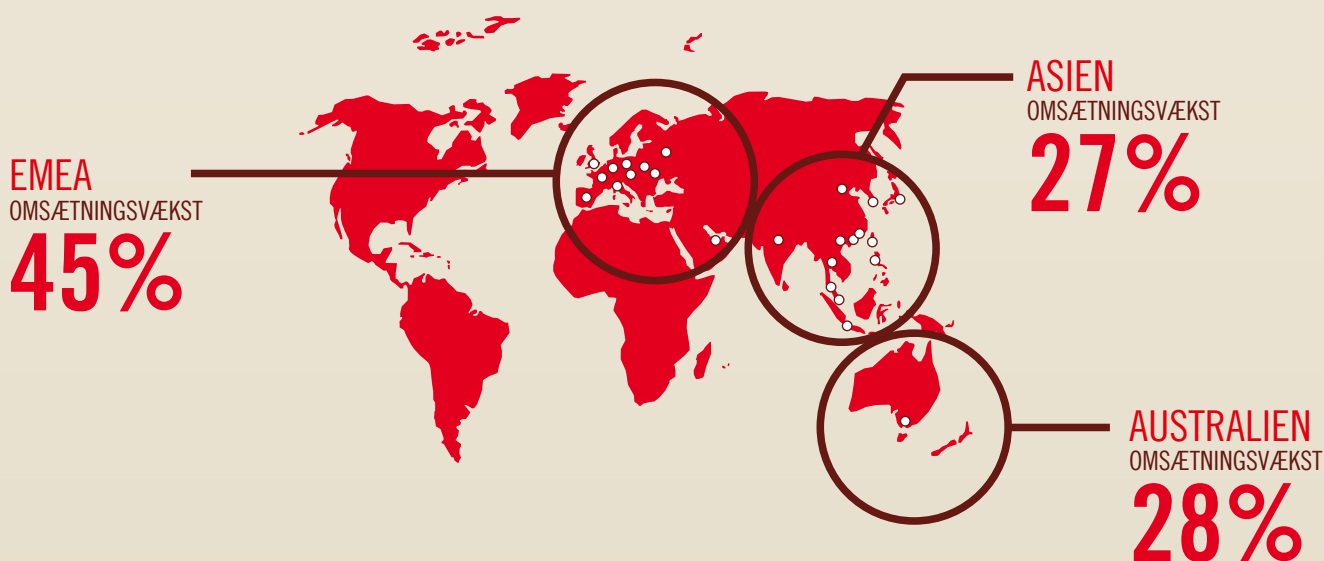 EMEA
OMSÆTNINGSVÆKST
45%
ASIEN
OMSÆTNINGSVÆKST
27%
AUSTRALIEN
OMSÆTNINGSVÆKST
28%